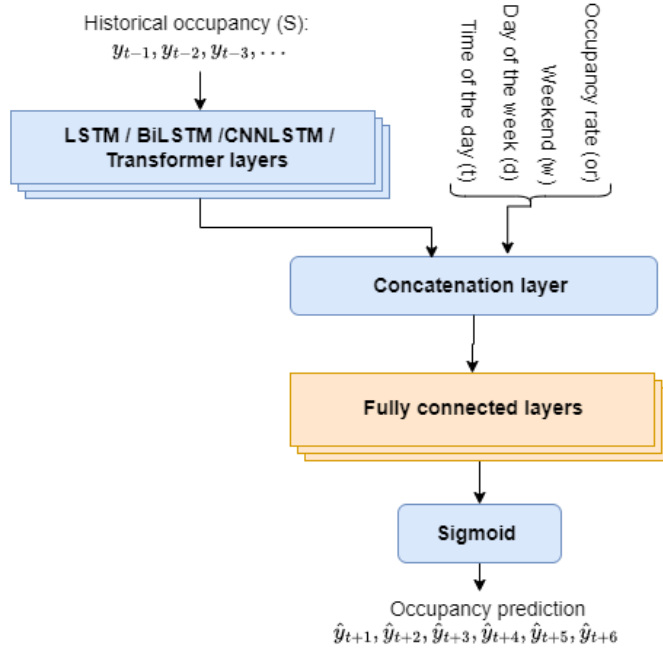 Historical occupancy (S):
y_{t−1}, y_{t−2}, y_{t−3}, ...
LSTM / BiLSTM /CNNLSTM /
Transformer layers
Time of the day (t)
Day of the week (d)
Weekend (w)
Occupancy rate (or)
Concatenation layer
Fully connected layers
Sigmoid
Occupancy prediction
ŷ_{t+1}, ŷ_{t+2}, ŷ_{t+3}, ŷ_{t+4}, ŷ_{t+5}, ŷ_{t+6}